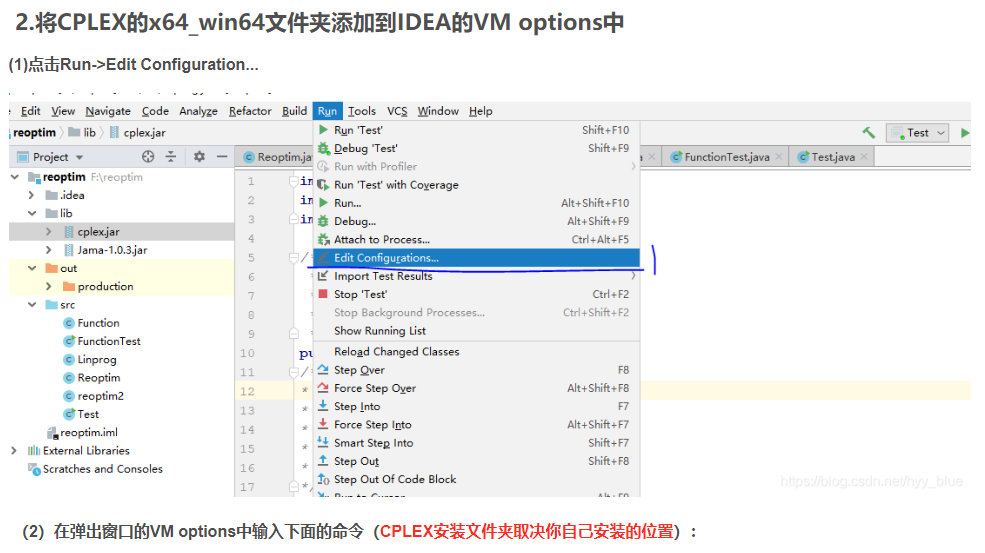 2.将CPLEX的x64_win64文件夹添加到IDEA的VM options中
(1)点击Run->Edit Configuration...
Edit View Navigate Code Analyze Refactor Build Run Tools VCS Window Help
reoptim lib cplex.jar Test
Project Reoptim.ja FunctionTest.java Test.java
reoptim F:\reoptim
.idea
lib
cplex.jar
Jama-1.0.3.jar
out
production
src
Function
FunctionTest
Linprog
Reoptim
reoptim2
Test
reoptim.iml
External Libraries
Scratches and Consoles
1 im
2 im
3 im
4
5 /*
6 *
7 *
8 *
9 *
10 pu
11 /*
12 *
13 *
14 *
15 *
16 *
17 */
Run 'Test' Shift+F10
Debug 'Test' Shift+F9
Run with Profiler
Run 'Test' with Coverage
Run... Alt+Shift+F10
Debug... Alt+Shift+F9
Attach to Process... Ctrl+Alt+F5
Edit Configurations...
Import Test Results
Stop 'Test' Ctrl+F2
Stop Background Processes... Ctrl+Shift+F2
Show Running List
Reload Changed Classes
Step Over F8
Force Step Over Alt+Shift+F8
Step Into F7
Force Step Into Alt+Shift+F7
Smart Step Into Shift+F7
Step Out Shift+F8
Step Out Of Code Block
Run to Cursor Alt+F9
https://blog.csdn.net/hyy_blue
（2）在弹出窗口的VM options中输入下面的命令（CPLEX安装文件夹取决你自己安装的位置）：